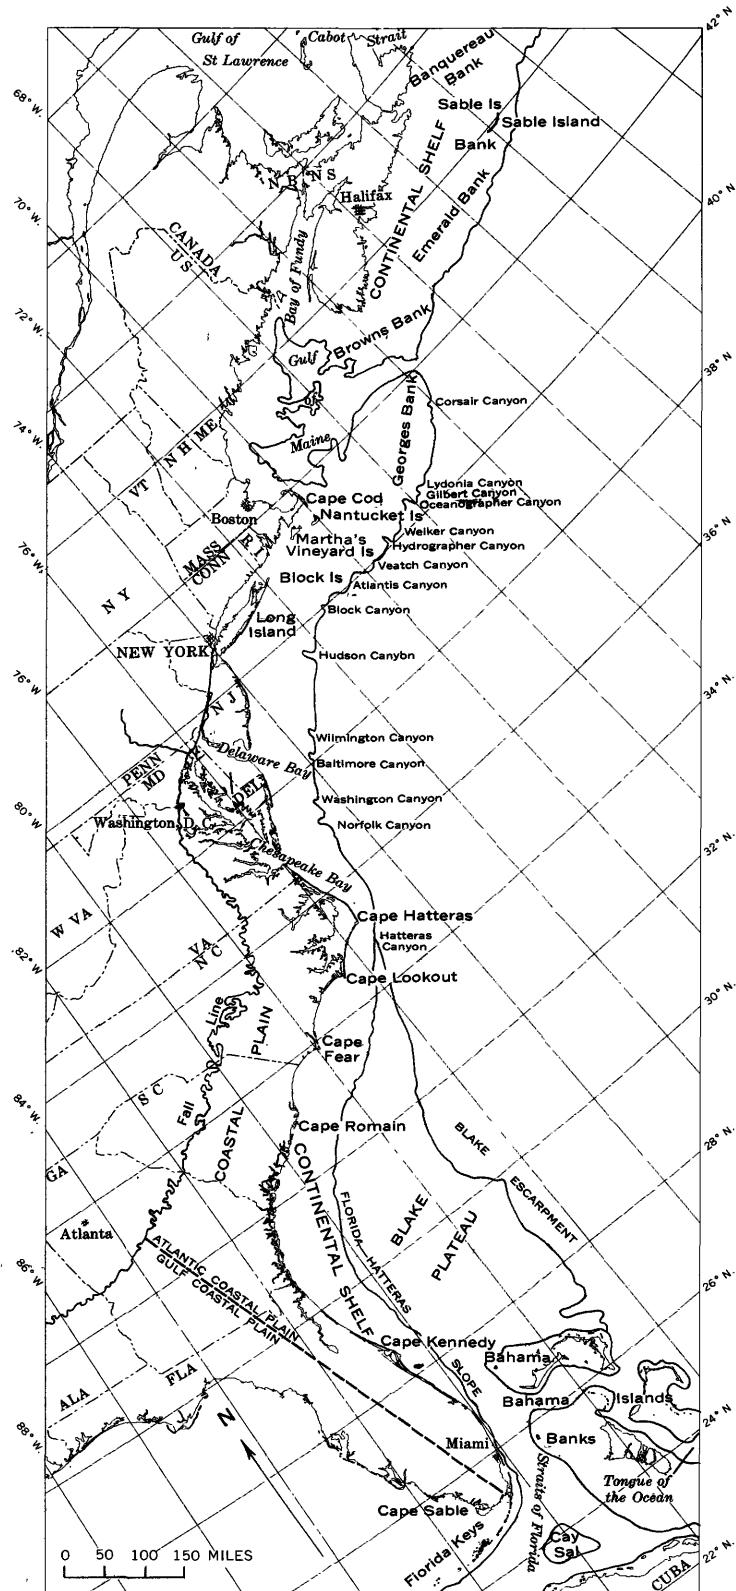 42° N
Gulf of
St Lawrence
Cabot Strait
Banquereau
Bank
68° W.
Sable Is
Bank
Sable Island
CONTINENTAL SHELF
Emerald Bank
N B
N S
Halifax
40° N.
70° W.
CANADA
US
Bay of Fundy
Browns Bank
72° W.
Gulf
of
Maine
38° N
Georges Bank
Corsair Canyon
74° W.
VT
N H
ME
Lydonia Canyon
Gilbert Canyon
Oceanographer Canyon
Cape Cod
Nantucket Is
Boston
36° N.
Welker Canyon
Martha's
Vineyard Is
Hydrographer Canyon
MASS
CONN
R I
Veatch Canyon
Block Is
Atlantis Canyon
76° W.
Block Canyon
N Y
Long
Island
NEW YORK
Hudson Canybn
34° N.
76° W
N J
Wilmington Canyon
Delaware Bay
Baltimore Canyon
PENN
MD
DEL
Washington Canyon
Washington, D. C.
Norfolk Canyon
80° W
32° N.
Chesapeake Bay
W VA
Cape Hatteras
Hatteras
Canyon
VA
N C
82° W
Cape Lookout
30° N.
Line
PLAIN
Cape
Fear
S C
Fall
COASTAL
84° W.
Cape Romain
BLAKE
ESCARPMENT
28° N.
GA
CONTINENTAL SHELF
FLORIDA
HATTERAS
SLOPE
BLAKE
PLATEAU
Atlanta
86° W
ATLANTIC COASTAL PLAIN
GULF COASTAL PLAIN
26° N.
Cape Kennedy
Bahama
FLA
ALA
Bahama
Islands
24° N
88° W.
N
Banks
Miami
Straits of Florida
Tongue of
the Ocean
Cape Sable
Florida Keys
Cay
Sal
22° N.
CUBA
0 50 100 150 MILES